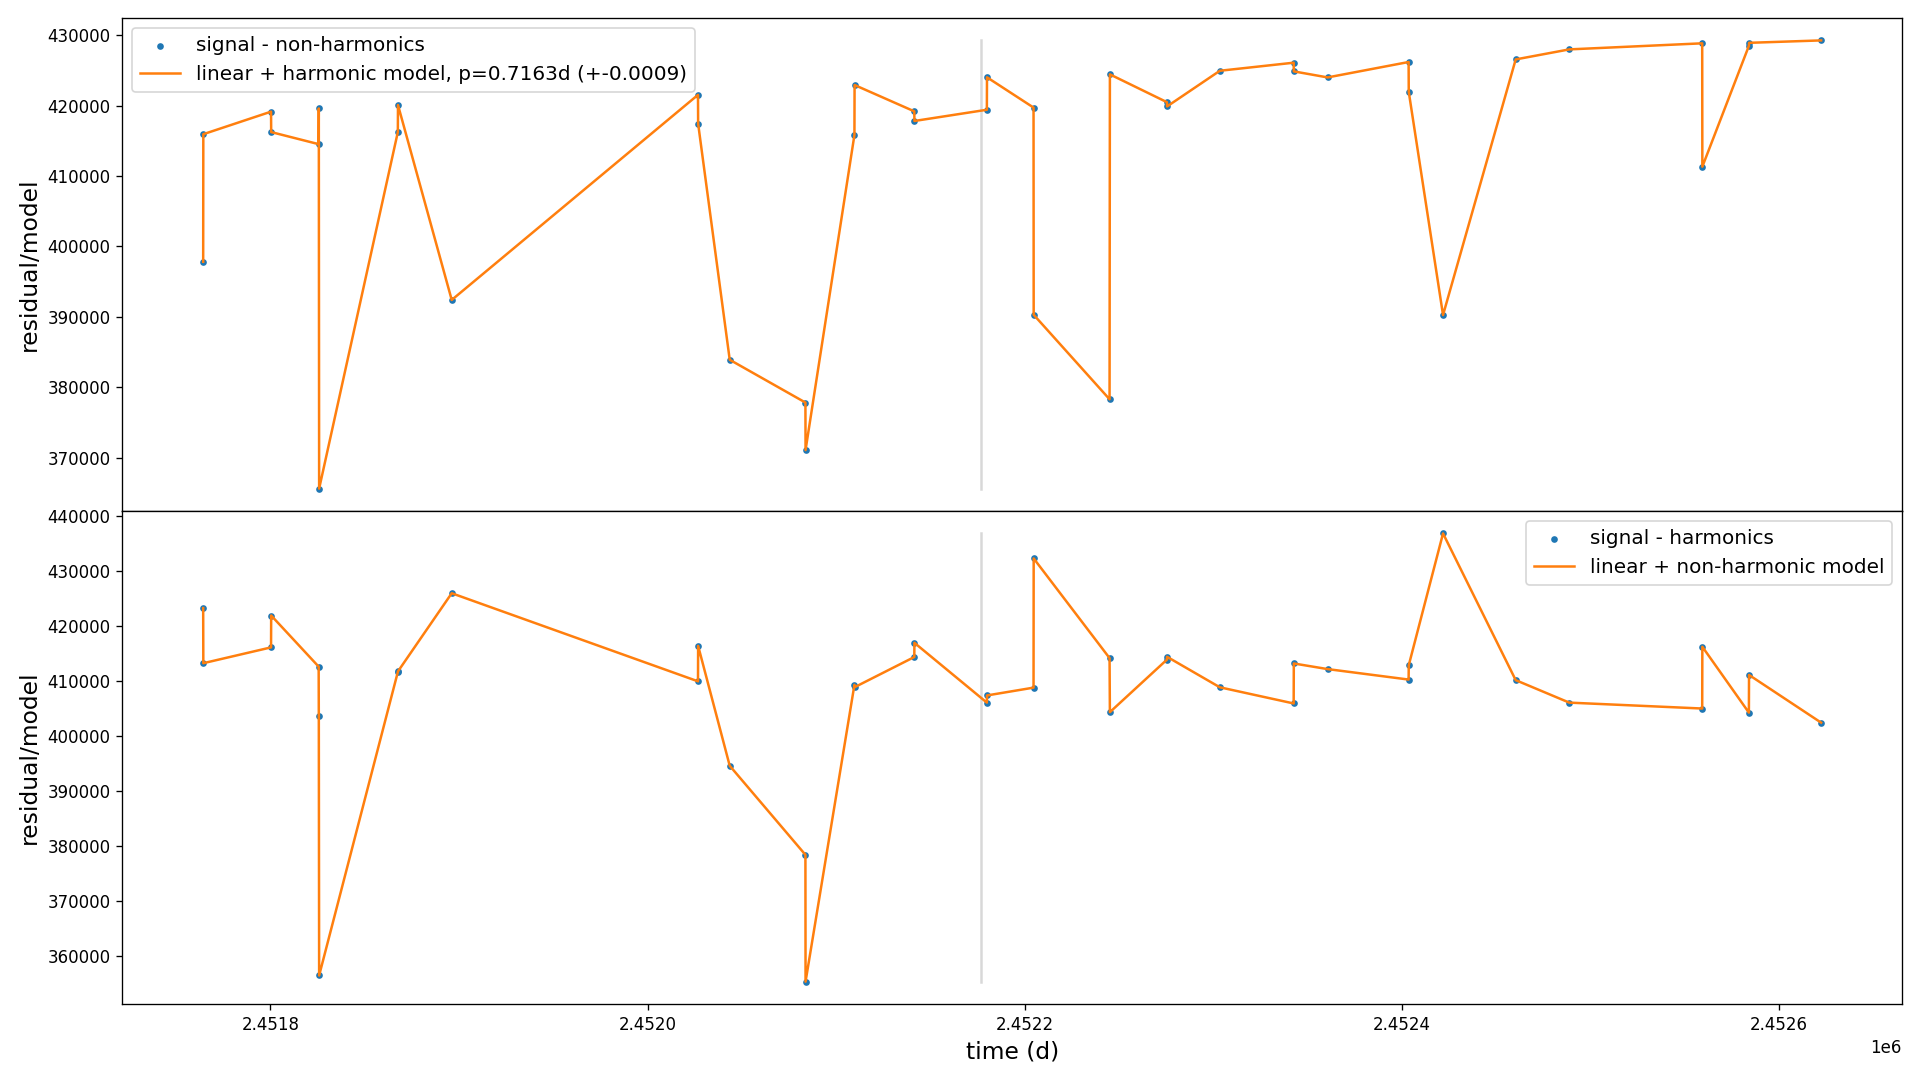 430000
420000
410000
400000
390000
380000
370000
residual/model
signal - non-harmonics
linear + harmonic model, p=0.7163d (+-0.0009)
440000
430000
420000
410000
400000
390000
380000
370000
360000
residual/model
signal - harmonics
linear + non-harmonic model
2.4518
2.4520
2.4522
2.4524
2.4526
1e6
time (d)